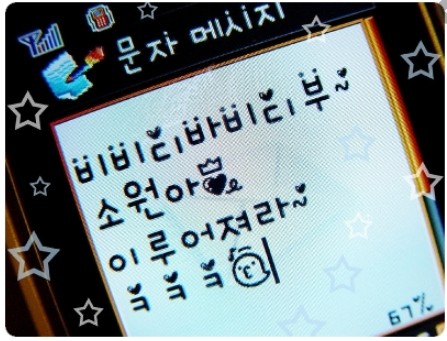 문자 메시지
비비디바비디부~
소원아
이루어져라~
ㅋㅋㅋ
67%